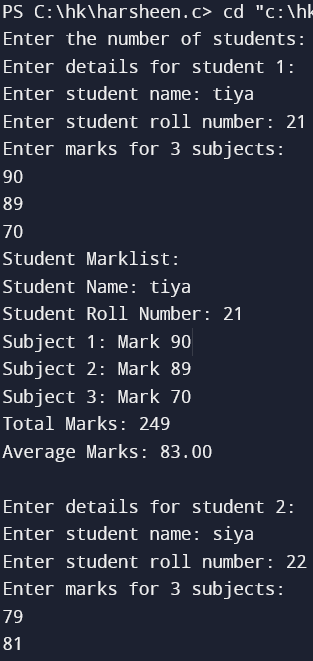 PS C:\hk\harsheen.c> cd "c:\hk
Enter the number of students:
Enter details for student 1:
Enter student name: tiya
Enter student roll number: 21
Enter marks for 3 subjects:
90
89
70
Student Marklist:
Student Name: tiya
Student Roll Number: 21
Subject 1: Mark 90
Subject 2: Mark 89
Subject 3: Mark 70
Total Marks: 249
Average Marks: 83.00
Enter details for student 2:
Enter student name: siya
Enter student roll number: 22
Enter marks for 3 subjects:
79
81